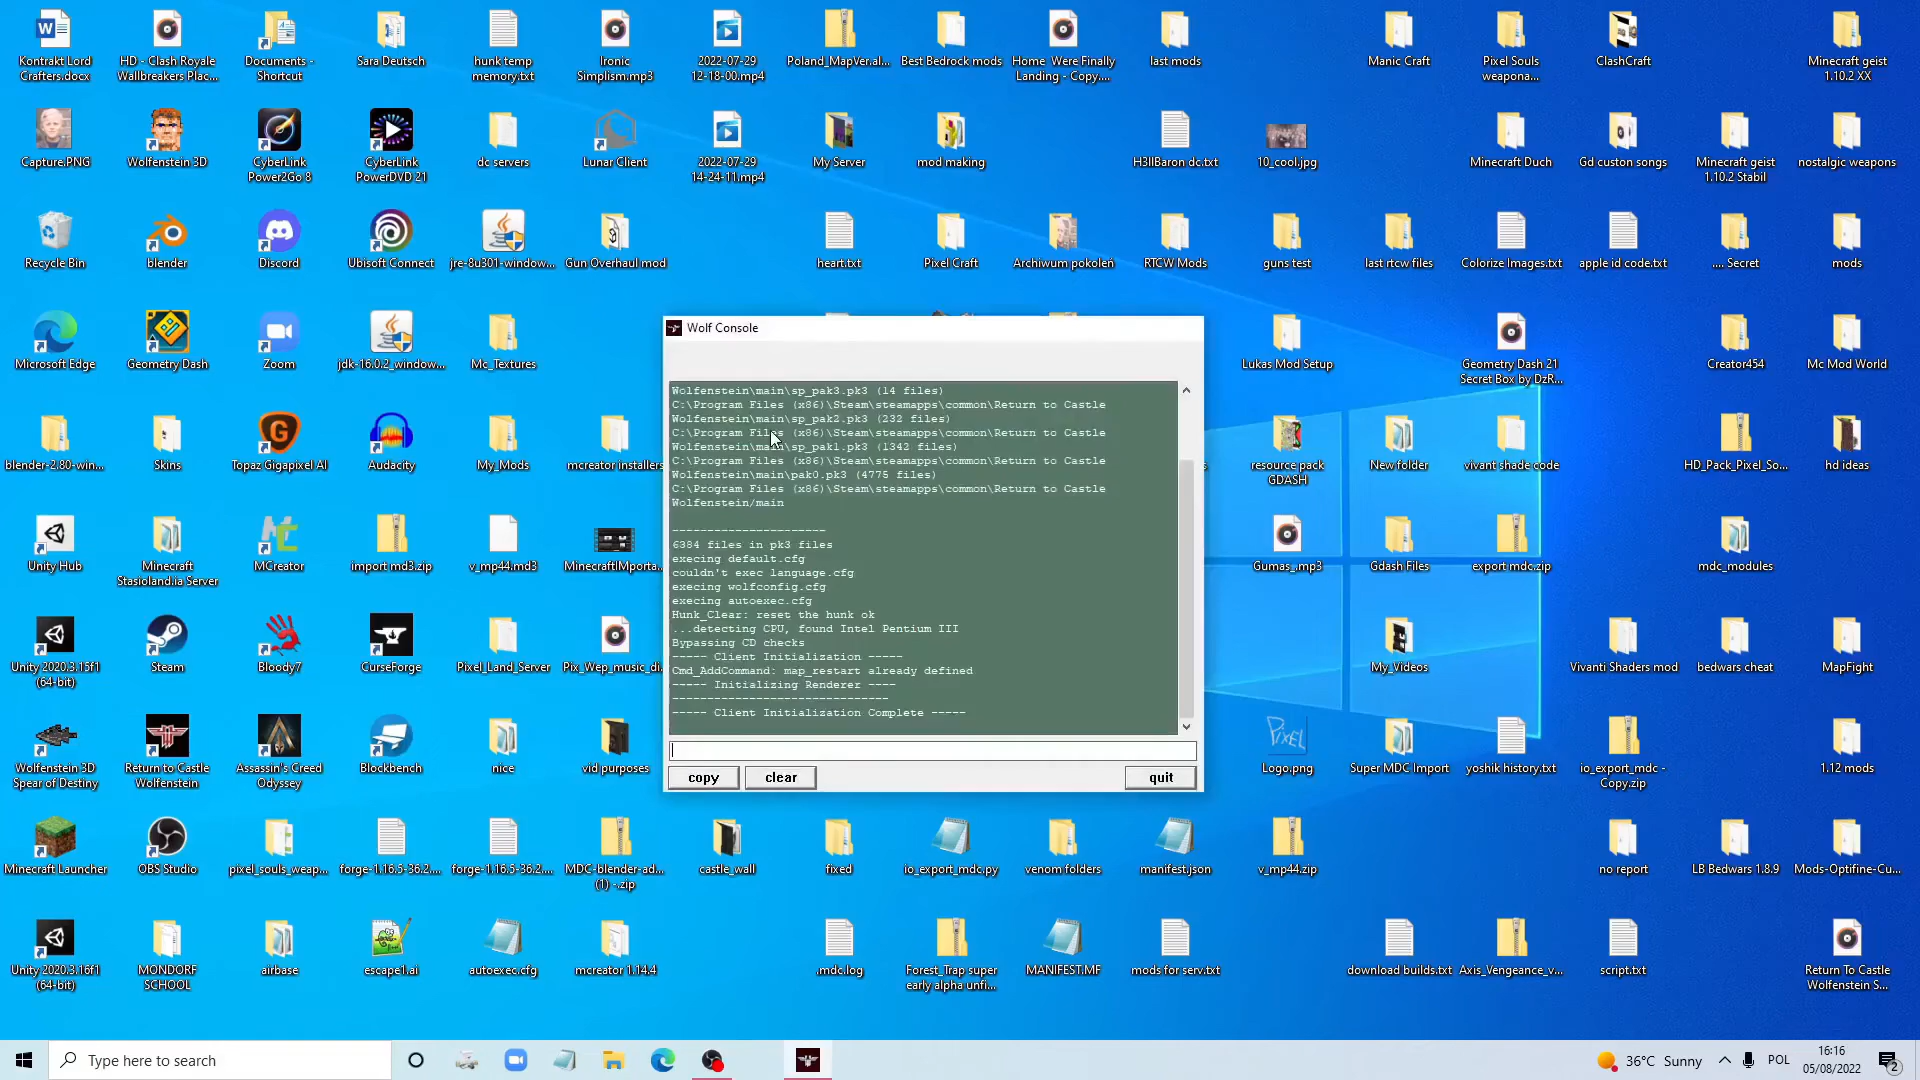 Kontrakt Lord
Crafters.docx
HD - Clash Royale
Wallbreakers Plac...
Documents -
Shortcut
Sara Deutsch
hunk temp
memory.txt
Ironic
Simplism.mp3
2022-07-29
12-18-00.mp4
Poland_MapVer.al...
Best Bedrock mods
Home Were Finally
Landing - Copy....
last mods
Manic Craft
Pixel Souls
weapona...
ClashCraft
Minecraft geist
1.10.2 XX
Capture.PNG
Wolfenstein 3D
CyberLink
Power2Go 8
CyberLink
PowerDVD 21
dc servers
Lunar Client
2022-07-29
14-24-11.mp4
My Server
mod making
H3llBaron dc.txt
10_cool.jpg
Minecraft Duch
Gd custon songs
Minecraft geist
1.10.2 Stabil
nostalgic weapons
Recycle Bin
blender
Discord
Ubisoft Connect
jre-8u301-window...
Gun Overhaul mod
heart.txt
Pixel Craft
Archiwum pokoleń
RTCW Mods
guns test
last rtcw files
Colorize Images.txt
apple id code.txt
.... Secret
mods
Microsoft Edge
Geometry Dash
Zoom
jdk-16.0.2_window...
Mc_Textures
Lukas Mod Setup
Geometry Dash 21
Secret Box by DzR...
Creator454
Mc Mod World
blender-2.80-win...
Skins
Topaz Gigapixel AI
Audacity
My_Mods
mcreator installers
resource pack
GDASH
New folder
vivant shade code
HD_Pack_Pixel_So...
hd ideas
Unity Hub
Minecraft
Stasioland.ia Server
MCreator
import md3.zip
v_mp44.md3
MinecraftIMporta...
Gumas_.mp3
Gdash Files
export mdc.zip
mdc_modules
Unity 2020.3.15f1
(64-bit)
Steam
Bloody7
CurseForge
Pixel_Land_Server
Pix_Wep_music_di...
My_Videos
Vivanti Shaders mod
bedwars cheat
MapFight
Wolfenstein 3D
Spear of Destiny
Return to Castle
Wolfenstein
Assassin's Creed
Odyssey
Blockbench
nice
vid purposes
PIXEL
Logo.png
Super MDC Import
yoshik history.txt
io_export_mdc -
Copy.zip
1.12 mods
Minecraft Launcher
OBS Studio
pixel_souls_weap...
forge-1.16.5-36.2....
forge-1.16.5-36.2....
MDC-blender-ad...
(1) -.zip
castle_wall
fixed
io_export_mdc.py
venom folders
manifest.json
v_mp44.zip
no report
LB Bedwars 1.8.9
Mods-Optifine-Cu...
Unity 2020.3.16f1
(64-bit)
MONDORF
SCHOOL
airbase
escape1.ai
autoexec.cfg
mcreator 1.14.4
.mdc.log
Forest_Trap super
early alpha unfi...
MANIFEST.MF
mods for serv.txt
download builds.txt
Axis_Vengeance_v...
script.txt
Return To Castle
Wolfenstein S...
Wolf Console
Wolfenstein\main\sp_pak3.pk3 (14 files)
C:\Program Files (x86)\Steam\steamapps\common\Return to Castle
Wolfenstein\main\sp_pak2.pk3 (232 files)
C:\Program Files (x86)\Steam\steamapps\common\Return to Castle
Wolfenstein\main\sp_pak1.pk3 (1342 files)
C:\Program Files (x86)\Steam\steamapps\common\Return to Castle
Wolfenstein\main\pak0.pk3 (4775 files)
C:\Program Files (x86)\Steam\steamapps\common\Return to Castle
Wolfenstein/main
----------------------
6384 files in pk3 files
execing default.cfg
couldn't exec language.cfg
execing wolfconfig.cfg
execing autoexec.cfg
Hunk_Clear: reset the hunk ok
...detecting CPU, found Intel Pentium III
Bypassing CD checks
----- Client Initialization -----
Cmd_AddCommand: map_restart already defined
----- Initializing Renderer ----
-------------------------------
----- Client Initialization Complete -----
copy
clear
quit
Type here to search
36°C Sunny
POL
16:16
05/08/2022
2